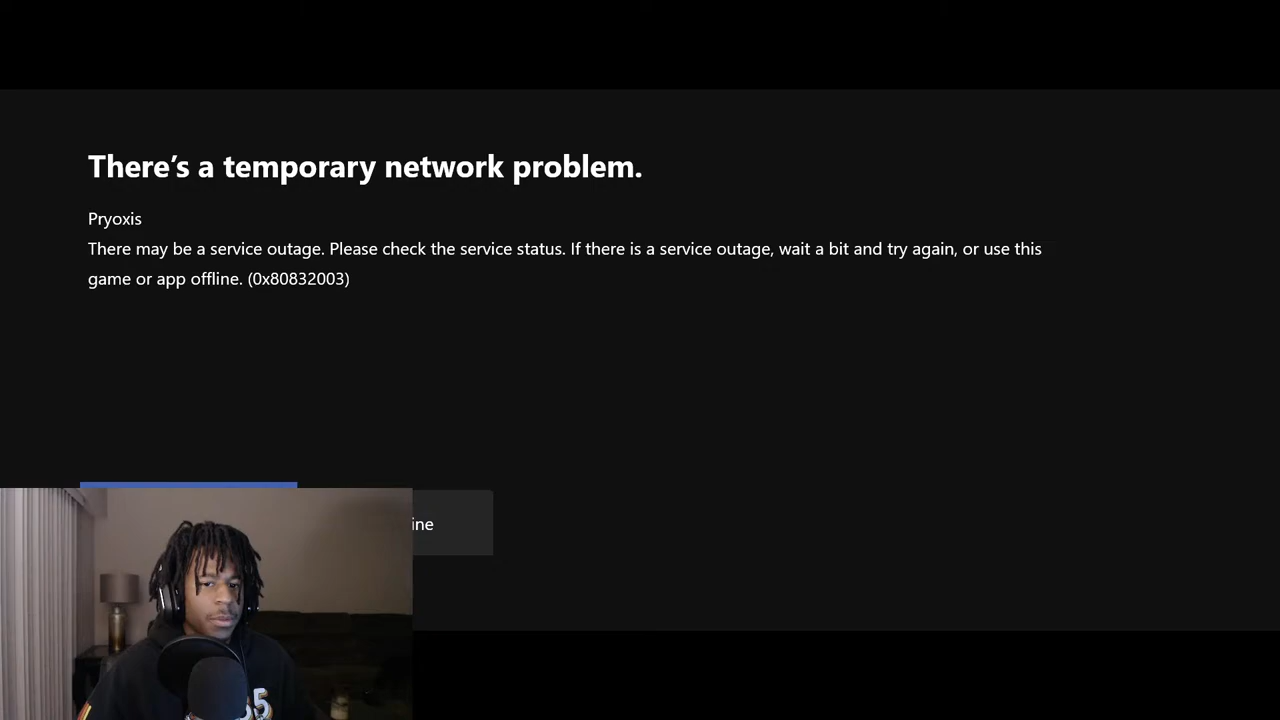 There’s a temporary network problem.
Pryoxis
There may be a service outage. Please check the service status. If there is a service outage, wait a bit and try again, or use this
game or app offline. (0x80832003)
ine
35